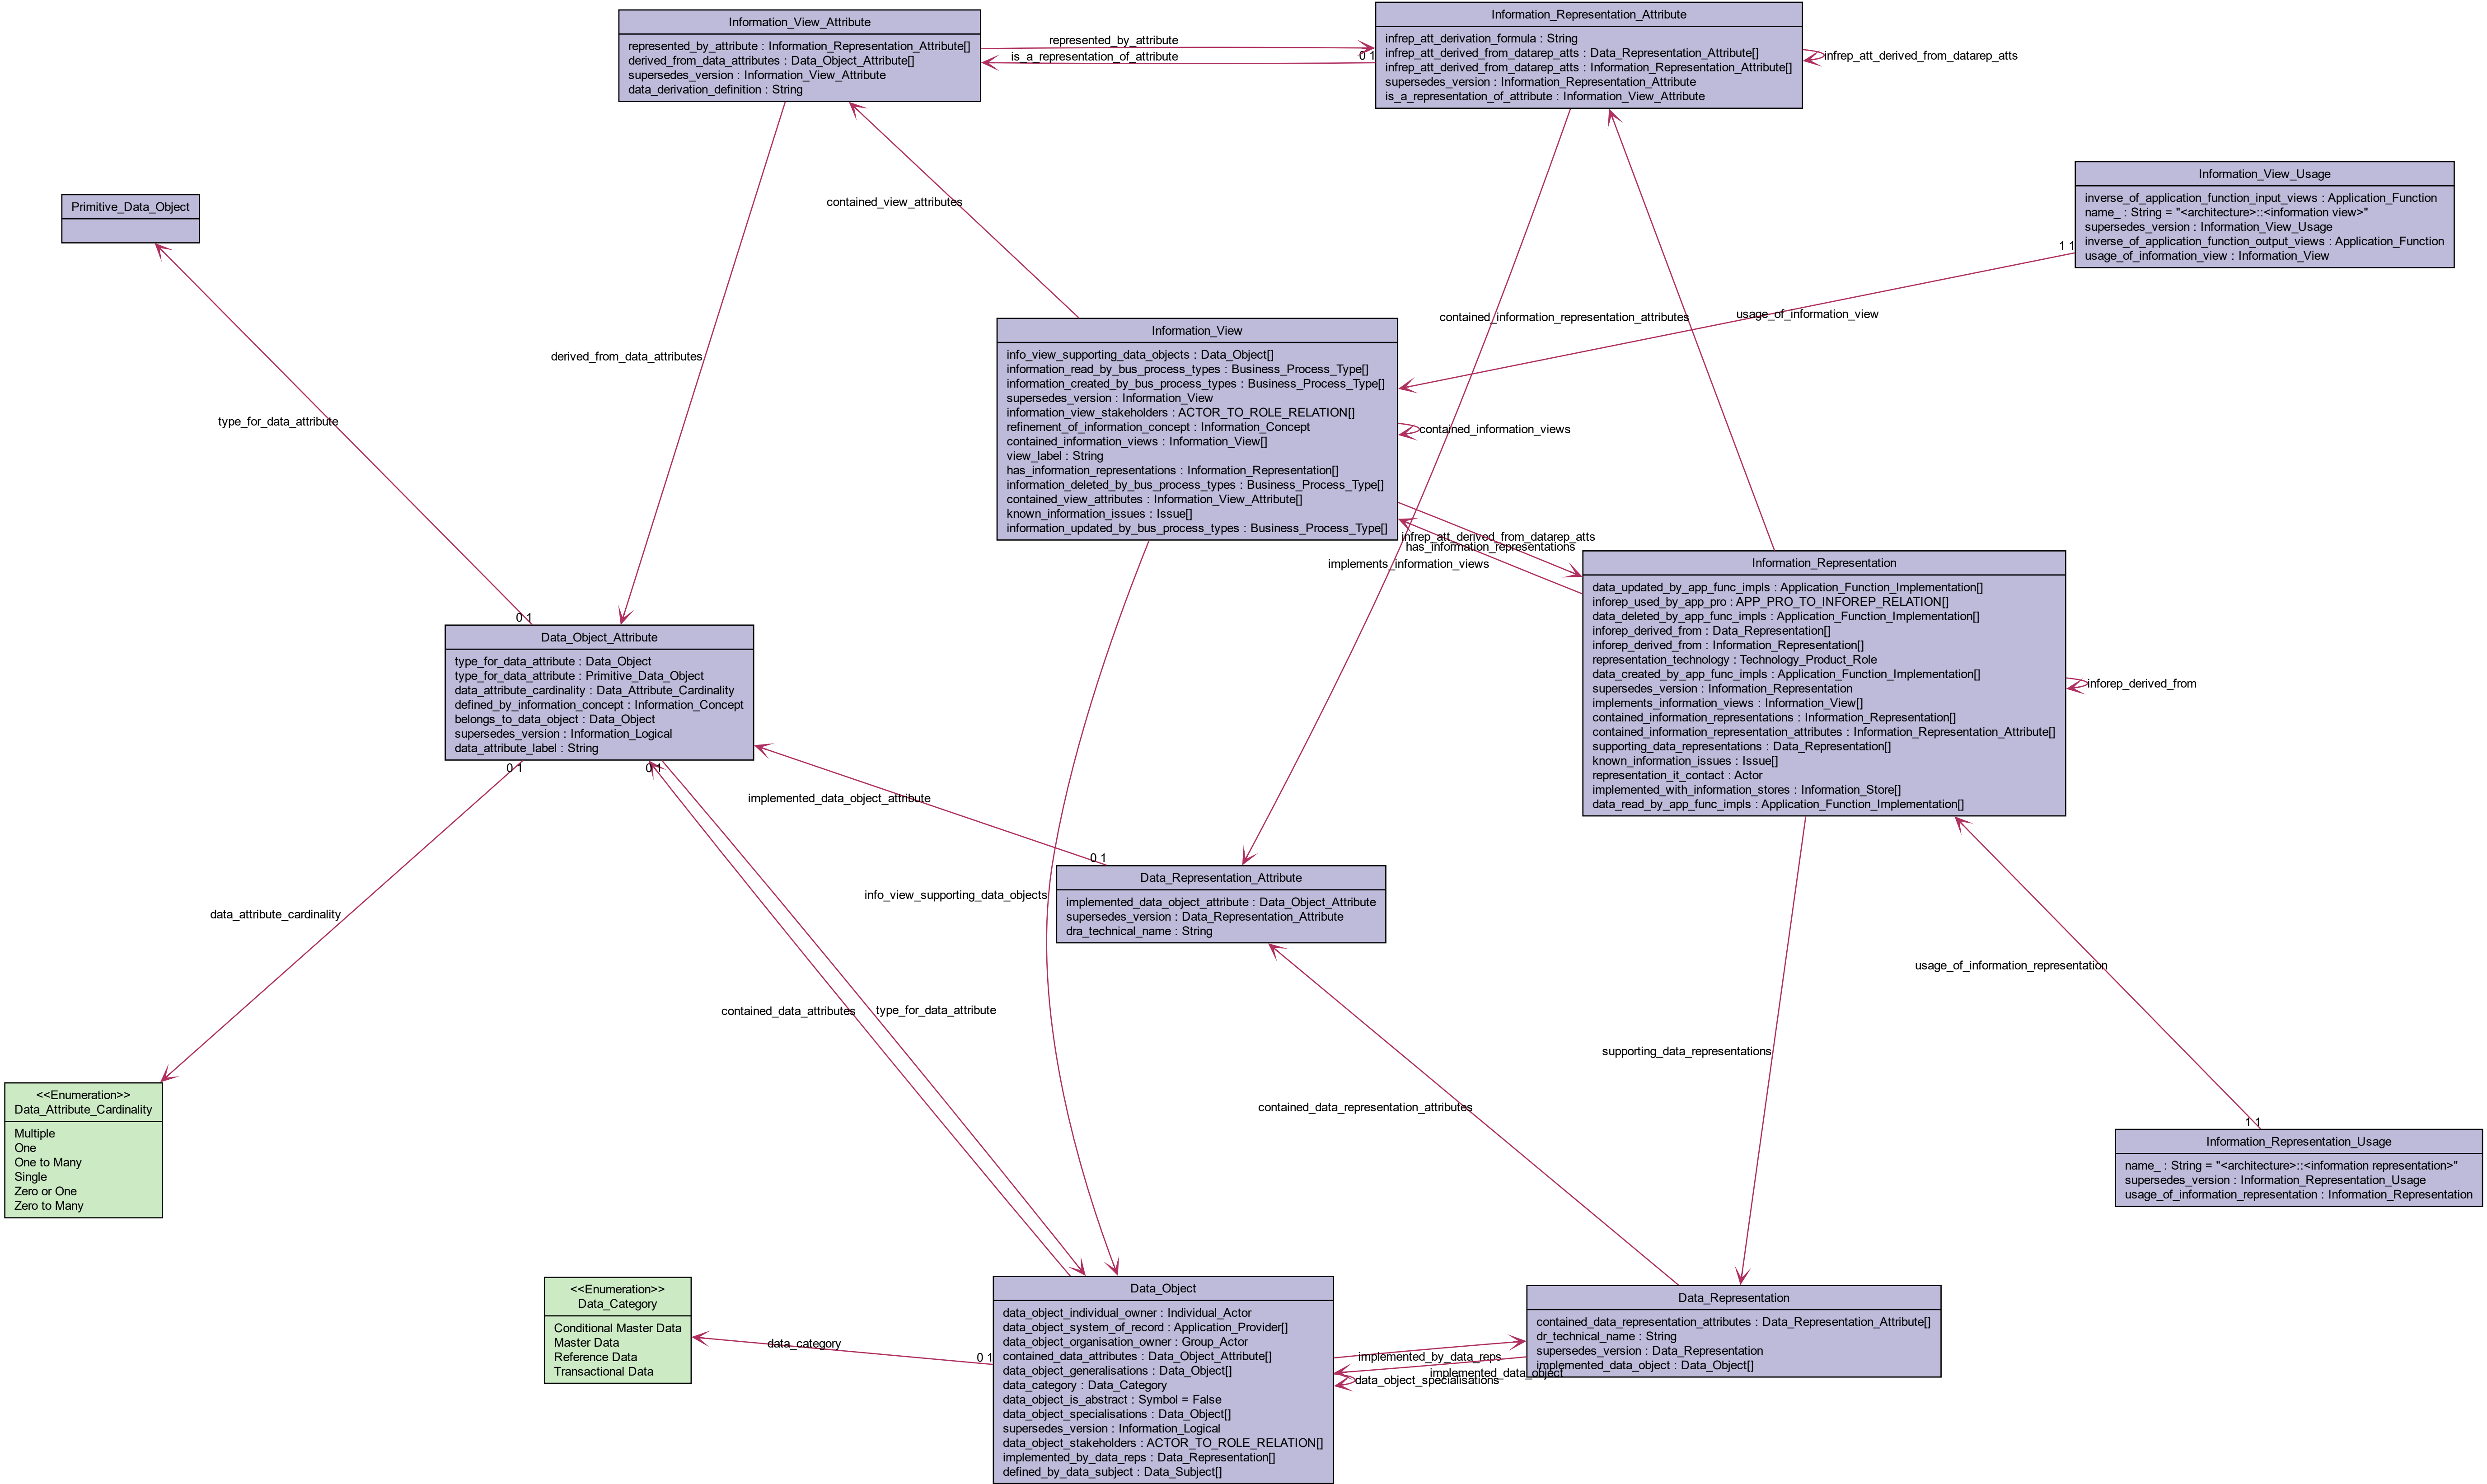 Information_View_Attribute
represented_by_attribute : Information_Representation_Attribute[]
derived_from_data_attributes : Data_Object_Attribute[]
supersedes_version : Information_View_Attribute
data_derivation_definition : String
represented_by_attribute
is_a_representation_of_attribute
0 1
Information_Representation_Attribute
infrep_att_derivation_formula : String
infrep_att_derived_from_datarep_atts : Data_Representation_Attribute[]
infrep_att_derived_from_datarep_atts : Information_Representation_Attribute[]
supersedes_version : Information_Representation_Attribute
is_a_representation_of_attribute : Information_View_Attribute
infrep_att_derived_from_datarep_atts
Primitive_Data_Object
contained_view_attributes
Information_View_Usage
inverse_of_application_function_input_views : Application_Function
name_ : String = "<architecture>::<information view>"
supersedes_version : Information_View_Usage
inverse_of_application_function_output_views : Application_Function
usage_of_information_view : Information_View
1 1
contained_information_representation_attributes
usage_of_information_view
derived_from_data_attributes
type_for_data_attribute
Information_View
info_view_supporting_data_objects : Data_Object[]
information_read_by_bus_process_types : Business_Process_Type[]
information_created_by_bus_process_types : Business_Process_Type[]
supersedes_version : Information_View
information_view_stakeholders : ACTOR_TO_ROLE_RELATION[]
refinement_of_information_concept : Information_Concept
contained_information_views : Information_View[]
view_label : String
has_information_representations : Information_Representation[]
information_deleted_by_bus_process_types : Business_Process_Type[]
contained_view_attributes : Information_View_Attribute[]
known_information_issues : Issue[]
information_updated_by_bus_process_types : Business_Process_Type[]
contained_information_views
infrep_att_derived_from_datarep_atts
has_information_representations
implements_information_views
Information_Representation
data_updated_by_app_func_impls : Application_Function_Implementation[]
inforep_used_by_app_pro : APP_PRO_TO_INFOREP_RELATION[]
data_deleted_by_app_func_impls : Application_Function_Implementation[]
inforep_derived_from : Data_Representation[]
inforep_derived_from : Information_Representation[]
representation_technology : Technology_Product_Role
data_created_by_app_func_impls : Application_Function_Implementation[]
supersedes_version : Information_Representation
implements_information_views : Information_View[]
contained_information_representations : Information_Representation[]
contained_information_representation_attributes : Information_Representation_Attribute[]
supporting_data_representations : Data_Representation[]
known_information_issues : Issue[]
representation_it_contact : Actor
implemented_with_information_stores : Information_Store[]
data_read_by_app_func_impls : Application_Function_Implementation[]
inforep_derived_from
0 1
Data_Object_Attribute
type_for_data_attribute : Data_Object
type_for_data_attribute : Primitive_Data_Object
data_attribute_cardinality : Data_Attribute_Cardinality
defined_by_information_concept : Information_Concept
belongs_to_data_object : Data_Object
supersedes_version : Information_Logical
data_attribute_label : String
0 1
0 1
implemented_data_object_attribute
0 1
Data_Representation_Attribute
implemented_data_object_attribute : Data_Object_Attribute
supersedes_version : Data_Representation_Attribute
dra_technical_name : String
info_view_supporting_data_objects
data_attribute_cardinality
contained_data_attributes
type_for_data_attribute
usage_of_information_representation
supporting_data_representations
contained_data_representation_attributes
<<Enumeration>>
Data_Attribute_Cardinality
Multiple
One
One to Many
Single
Zero or One
Zero to Many
1 1
Information_Representation_Usage
name_ : String = "<architecture>::<information representation>"
supersedes_version : Information_Representation_Usage
usage_of_information_representation : Information_Representation
<<Enumeration>>
Data_Category
Conditional Master Data
Master Data
Reference Data
Transactional Data
data_category
0 1
Data_Object
data_object_individual_owner : Individual_Actor
data_object_system_of_record : Application_Provider[]
data_object_organisation_owner : Group_Actor
contained_data_attributes : Data_Object_Attribute[]
data_object_generalisations : Data_Object[]
data_category : Data_Category
data_object_is_abstract : Symbol = False
data_object_specialisations : Data_Object[]
supersedes_version : Information_Logical
data_object_stakeholders : ACTOR_TO_ROLE_RELATION[]
implemented_by_data_reps : Data_Representation[]
defined_by_data_subject : Data_Subject[]
implemented_by_data_reps
implemented_data_object
data_object_specialisations
Data_Representation
contained_data_representation_attributes : Data_Representation_Attribute[]
dr_technical_name : String
supersedes_version : Data_Representation
implemented_data_object : Data_Object[]